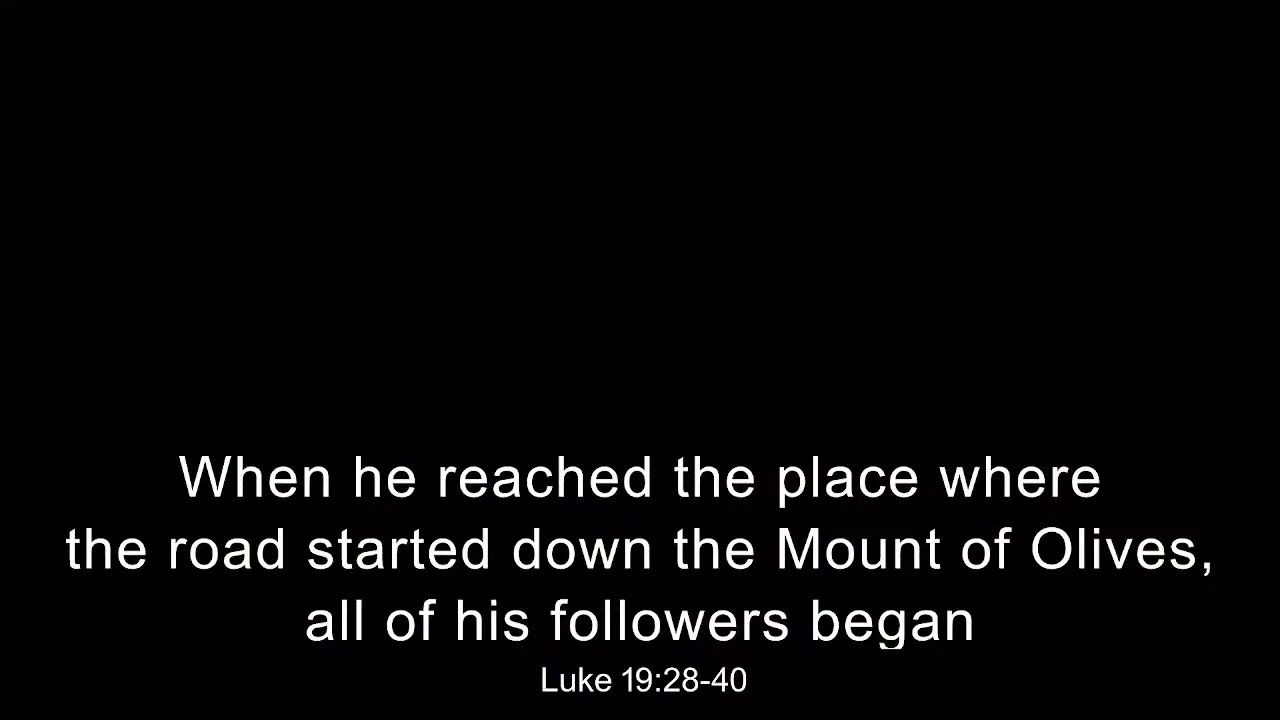 When he reached the place where
the road started down the Mount of Olives,
all of his followers began
Luke 19:28-40